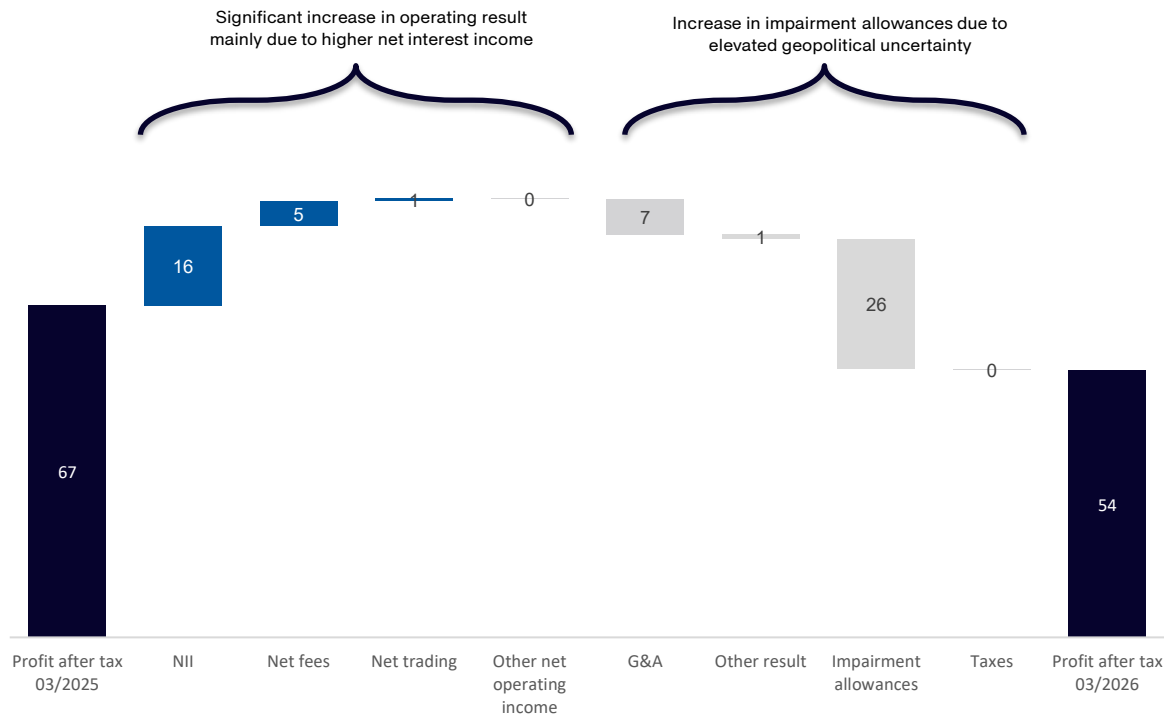 Significant increase in operating result
mainly due to higher net interest income
Increase in impairment allowances due to
elevated geopolitical uncertainty
67
16
5
1
0
7
1
26
0
54
Profit after tax
03/2025
NII
Net fees
Net trading
Other net
operating
income
G&A
Other result
Impairment
allowances
Taxes
Profit after tax
03/2026